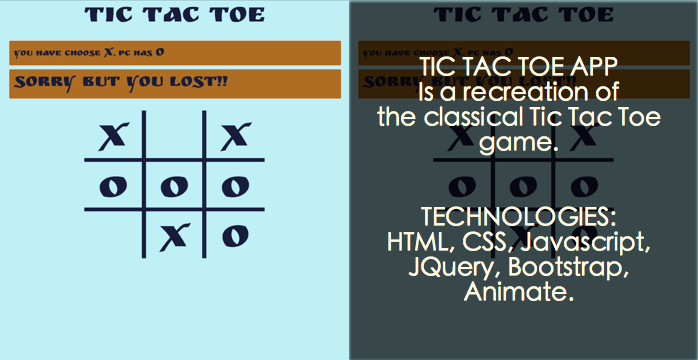 TIC TAC TOE
YOU HAVE CHOOSE X. PC HAS O
SORRY BUT YOU LOST!!
X X
O O O
X O
TIC TAC TOE
YOU HAVE CHOOSE X. PC HAS O
SORRY BUT YOU LOST!!
TIC TAC TOE APP
Is a recreation of
the classical Tic Tac Toe
game.
X X
O O O
X O
TECHNOLOGIES:
HTML, CSS, Javascript,
JQuery, Bootstrap,
Animate.